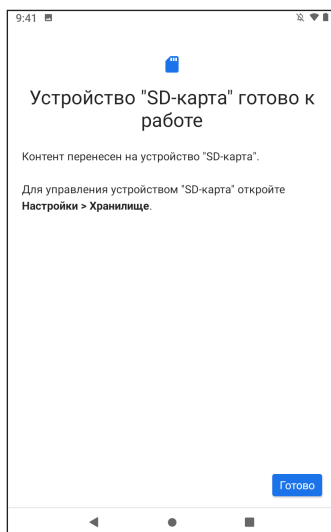 9:41
Устройство "SD-карта" готово к
работе
Контент перенесен на устройство "SD-карта".
Для управления устройством "SD-карта" откройте
Настройки > Хранилище.
Готово